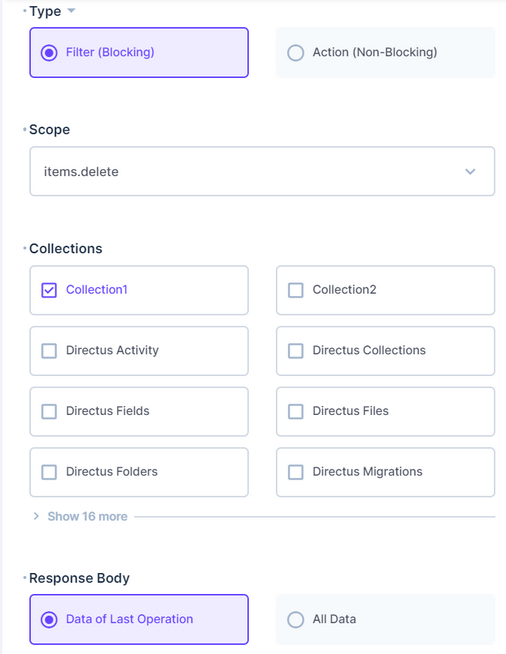 Type
Filter (Blocking)
Action (Non-Blocking)
Scope
items.delete
Collections
Collection1
Collection2
Directus Activity
Directus Collections
Directus Fields
Directus Files
Directus Folders
Directus Migrations
Show 16 more
Response Body
Data of Last Operation
All Data